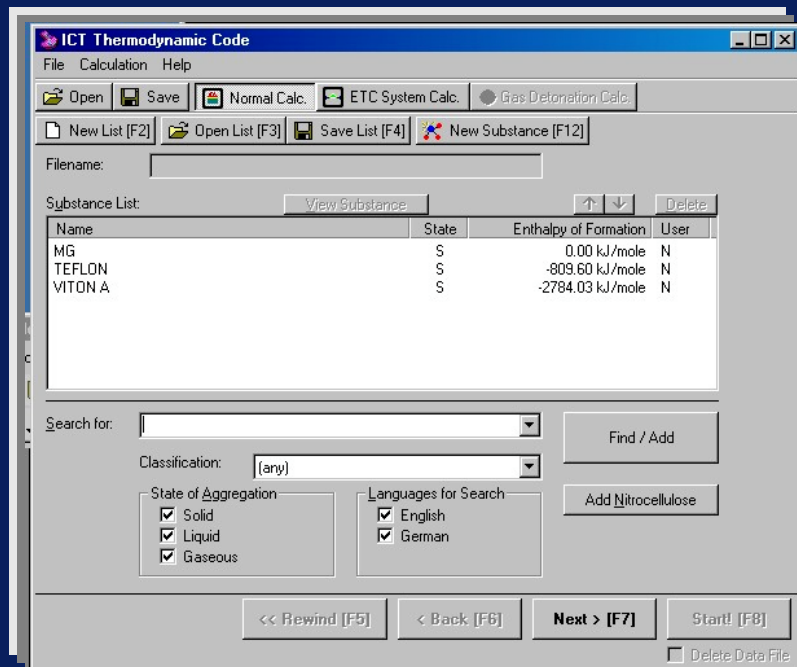 ICT Thermodynamic Code
File Calculation Help
Open Save Normal Calc. ETC System Calc. Gas Detonation Calc.
New List [F2] Open List [F3] Save List [F4] New Substance [F12]
Filename:
Substance List: View Substance Delete
Name State Enthalpy of Formation User
MG S 0.00 kJ/mole N
TEFLON S -809.60 kJ/mole N
VITON A S -2784.03 kJ/mole N
Search for: Find / Add
Classification: (any)
State of Aggregation Languages for Search Add Nitrocellulose
Solid English
Liquid German
Gaseous
<< Rewind [F5] < Back [F6] Next > [F7] Start! [F8]
Delete Data File